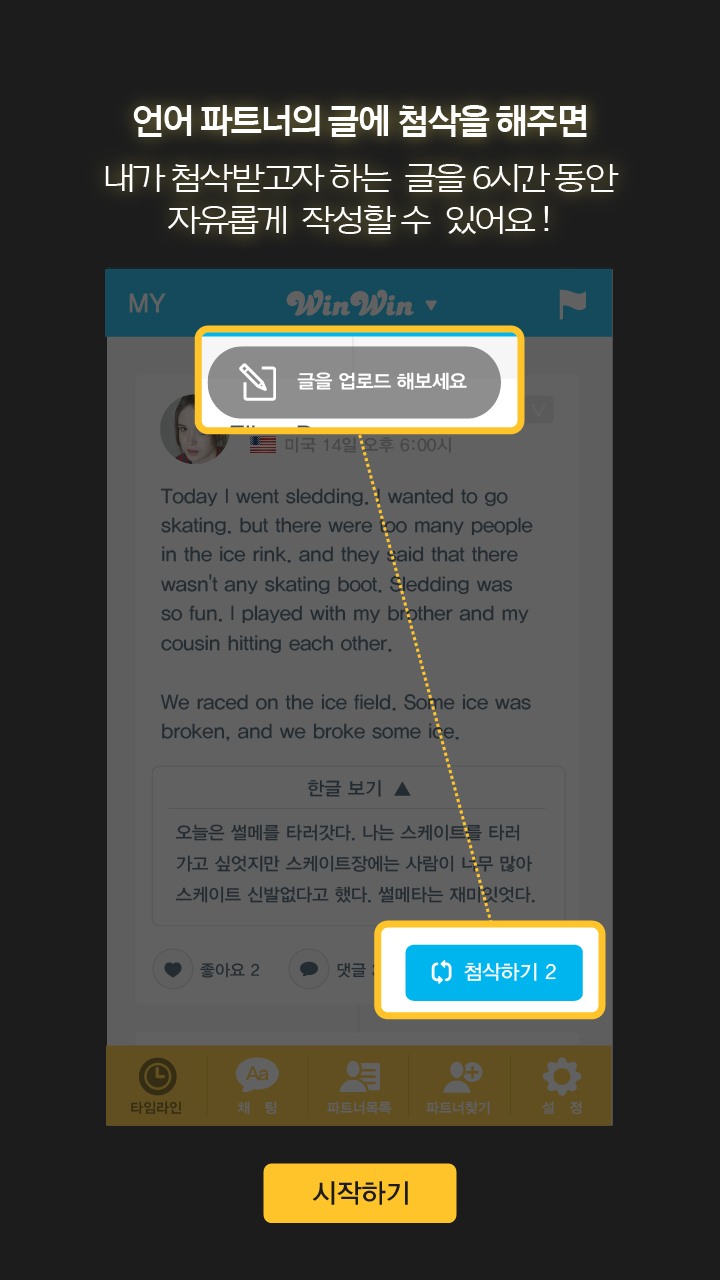 언어 파트너의 글에 첨삭을 해주면
내가 첨삭받고자 하는 글을 6시간 동안
자유롭게 작성할 수 있어요!
MY
WinWin
글을 업로드 해보세요
미국 14일 오후 6:00시
Today I went sledding. I wanted to go
skating. but there were too many people
in the ice rink. and they said that there
wasn't any skating boot. Sledding was
so fun. I played with my brother and my
cousin hitting each other.
We raced on the ice field. Some ice was
broken, and we broke some ice.
한글 보기 ▲
오늘은 썰메를 타러갓다. 나는 스케이트를 타러
가고 싶엇지만 스케이트장에는 사람이 너무 많아
스케이트 신발없다고 했다. 썰메타는 재미잇엇다.
좋아요 2
댓글
첨삭하기 2
Aa
타임라인
채 팅
파트너목록
파트너찾기
설 정
시작하기